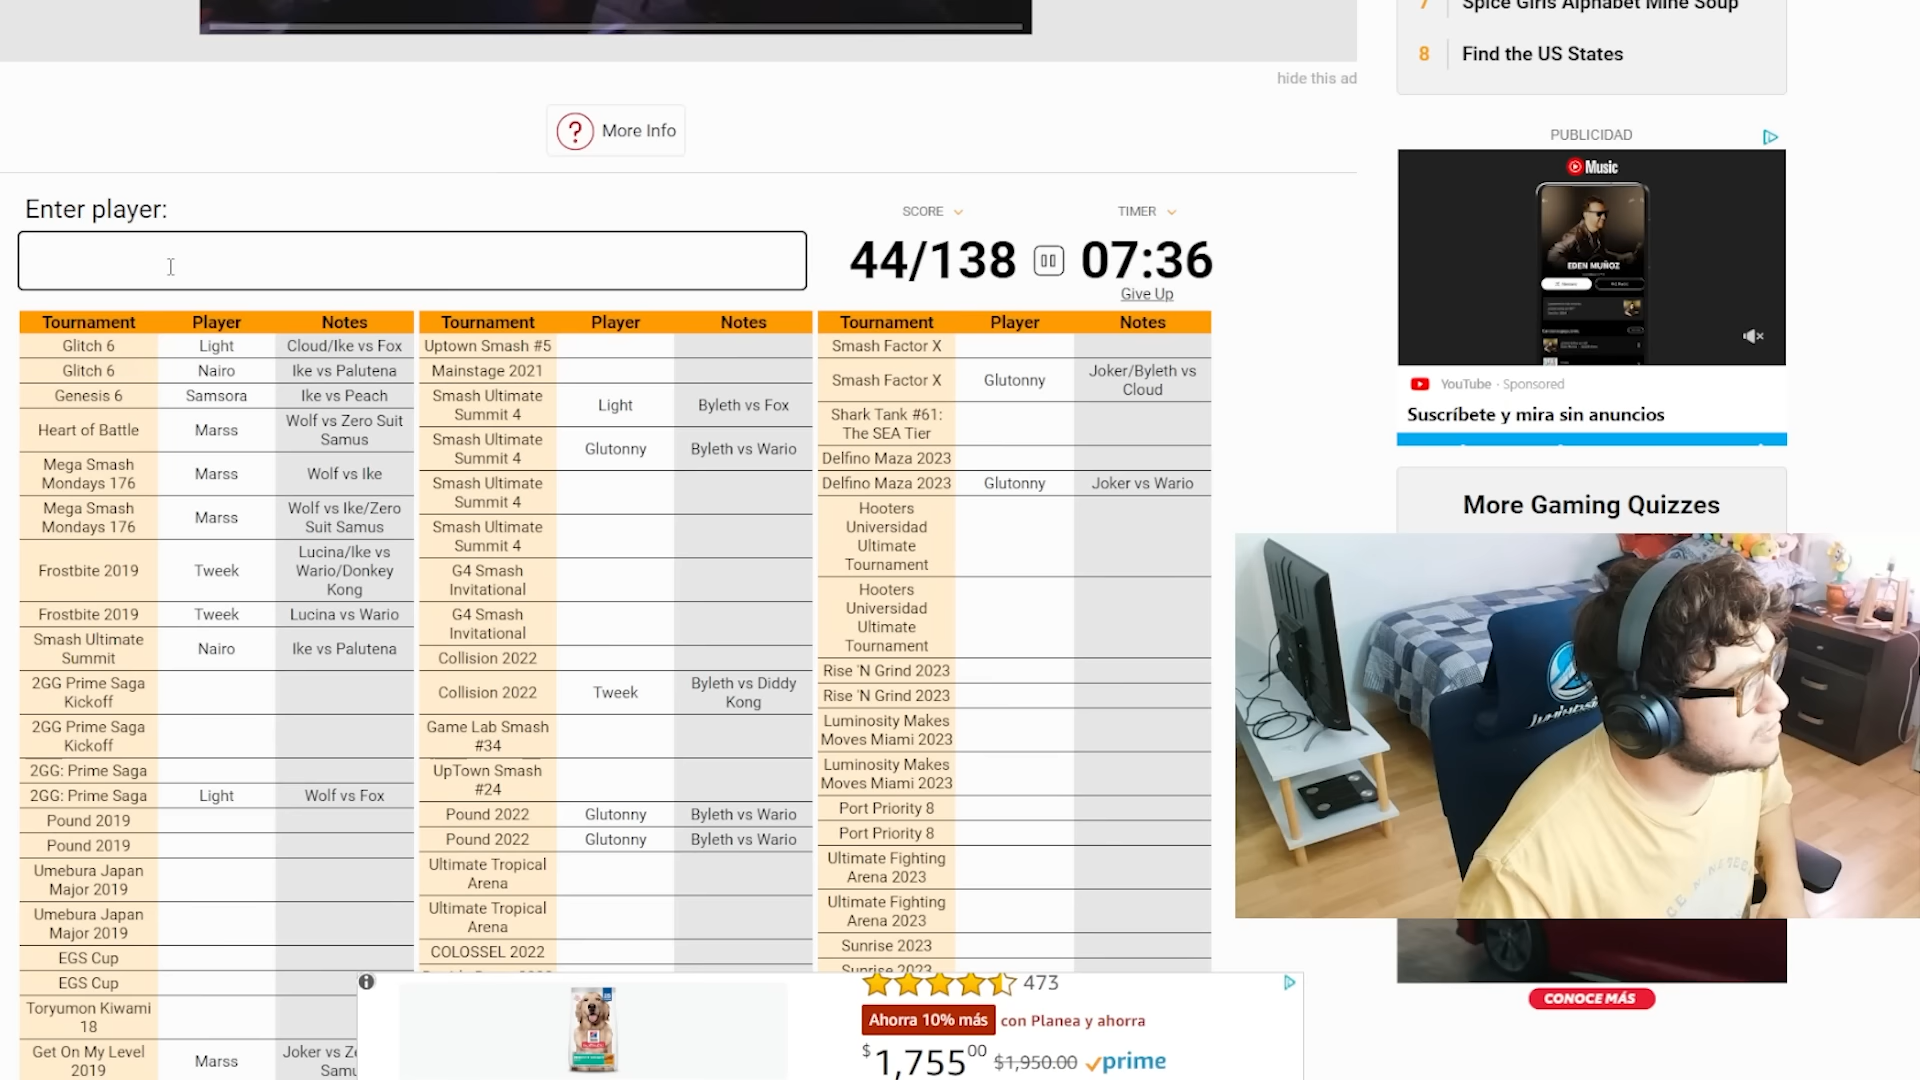 7 Spice Girls Alphabet Mine Soup
8 Find the US States
hide this ad
? More Info
PUBLICIDAD
Music
EDEN MUÑOZ
YouTube · Sponsored
Suscríbete y mira sin anuncios
More Gaming Quizzes
Enter player:
SCORE
TIMER
44/138
07:36
Give Up
Tournament Player Notes
Glitch 6 Light Cloud/Ike vs Fox
Glitch 6 Nairo Ike vs Palutena
Genesis 6 Samsora Ike vs Peach
Heart of Battle Marss Wolf vs Zero Suit
Samus
Mega Smash
Mondays 176 Marss Wolf vs Ike
Mega Smash
Mondays 176 Marss Wolf vs Ike/Zero
Suit Samus
Frostbite 2019 Tweek Lucina/Ike vs
Wario/Donkey
Kong
Frostbite 2019 Tweek Lucina vs Wario
Smash Ultimate
Summit Nairo Ike vs Palutena
2GG Prime Saga
Kickoff
2GG Prime Saga
Kickoff
2GG: Prime Saga
2GG: Prime Saga Light Wolf vs Fox
Pound 2019
Pound 2019
Umebura Japan
Major 2019
Umebura Japan
Major 2019
EGS Cup
EGS Cup
Toryumon Kiwami
18
Get On My Level
2019 Marss Joker vs Z
Samu
Tournament Player Notes
Uptown Smash #5
Mainstage 2021
Smash Ultimate
Summit 4 Light Byleth vs Fox
Smash Ultimate
Summit 4 Glutonny Byleth vs Wario
Smash Ultimate
Summit 4
Smash Ultimate
Summit 4
G4 Smash
Invitational
G4 Smash
Invitational
Collision 2022
Collision 2022 Tweek Byleth vs Diddy
Kong
Game Lab Smash
#34
UpTown Smash
#24
Pound 2022 Glutonny Byleth vs Wario
Pound 2022 Glutonny Byleth vs Wario
Ultimate Tropical
Arena
Ultimate Tropical
Arena
COLOSSEL 2022
Tournament Player Notes
Smash Factor X
Smash Factor X Glutonny Joker/Byleth vs
Cloud
Shark Tank #61:
The SEA Tier
Delfino Maza 2023
Delfino Maza 2023 Glutonny Joker vs Wario
Hooters
Universidad
Ultimate
Tournament
Hooters
Universidad
Ultimate
Tournament
Rise 'N Grind 2023
Rise 'N Grind 2023
Luminosity Makes
Moves Miami 2023
Luminosity Makes
Moves Miami 2023
Port Priority 8
Port Priority 8
Ultimate Fighting
Arena 2023
Ultimate Fighting
Arena 2023
Sunrise 2023
Sunrise 2023
473
Ahorra 10% más con Planea y ahorra
$1,75500 $1,950.00 prime
CONOCE MÁS